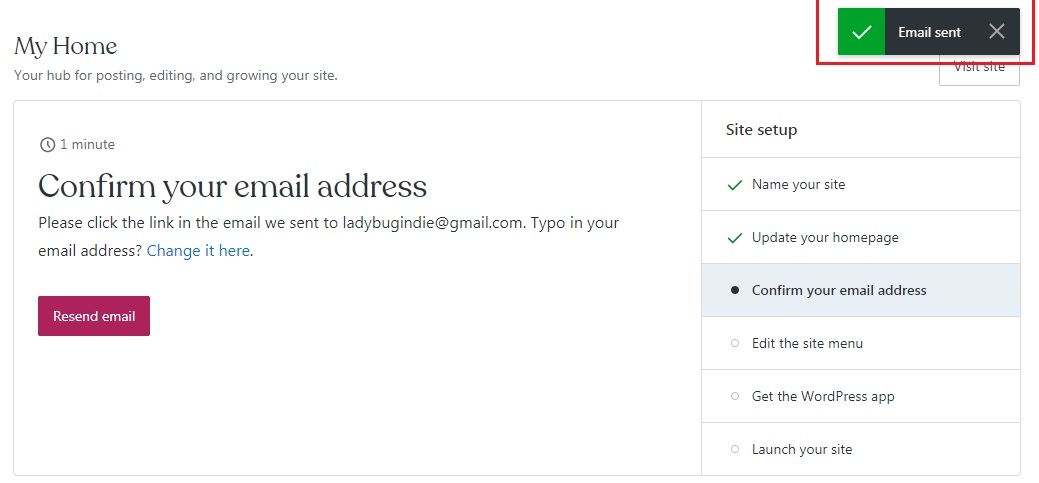 Email sent
My Home
Your hub for posting, editing, and growing your site.
Visit site
1 minute
Confirm your email address
Please click the link in the email we sent to ladybugindie@gmail.com. Typo in your
email address? Change it here.
Resend email
Site setup
Name your site
Update your homepage
Confirm your email address
Edit the site menu
Get the WordPress app
Launch your site